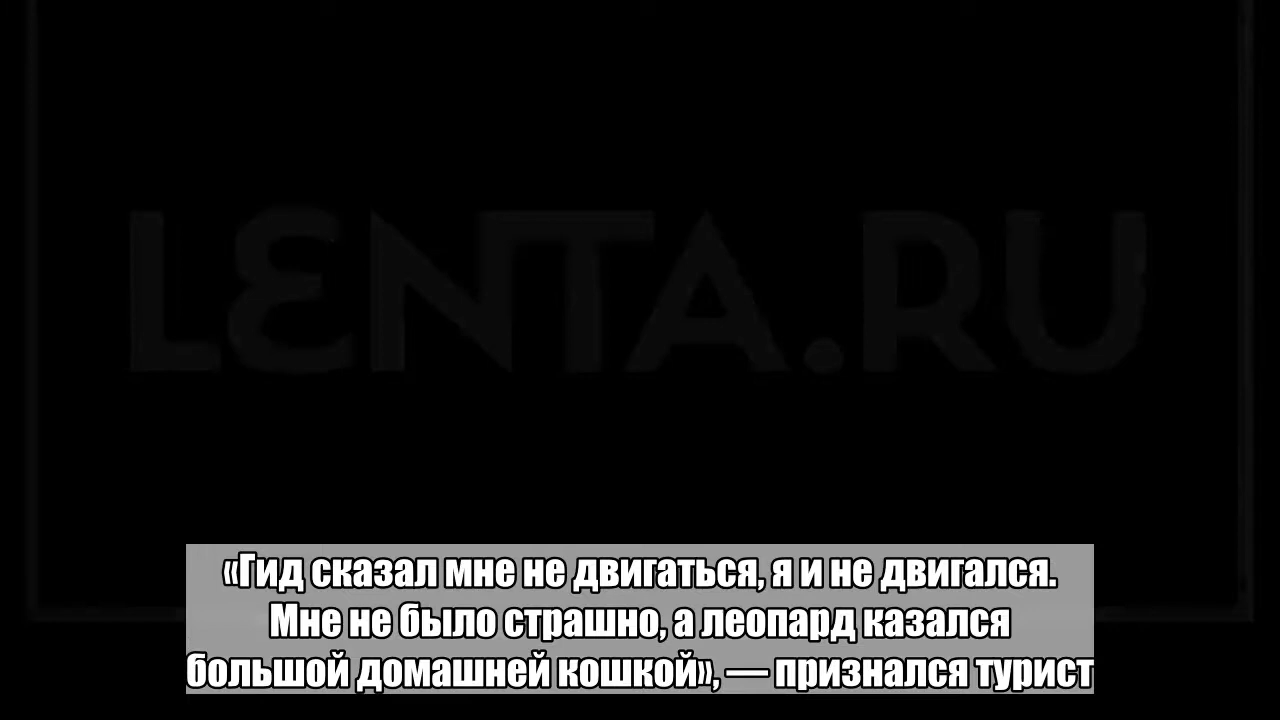 LENTA.RU
«Гид сказал мне не двигаться, я и не двигался.
Мне не было страшно, а леопард казался
большой домашней кошкой», — признался турист